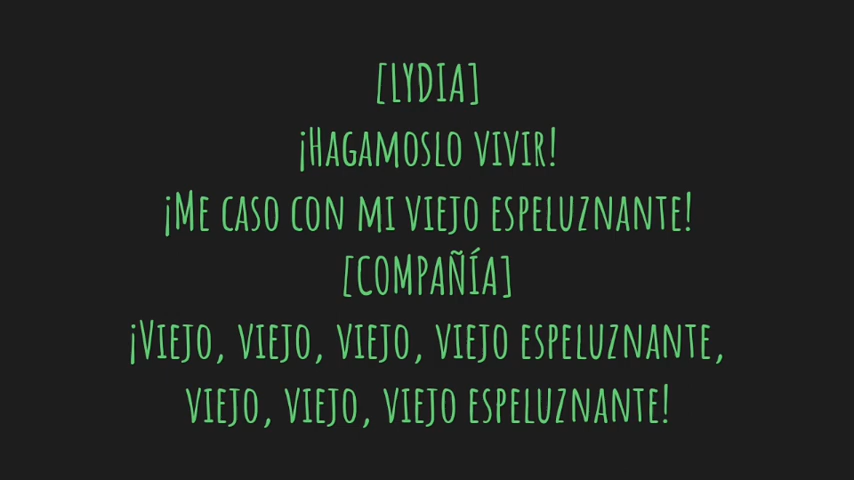 [LYDIA]
¡Hagamoslo vivir!
¡Me caso con mi viejo espeluznante!
[COMPAÑÍA]
¡Viejo, viejo, viejo, viejo espeluznante,
viejo, viejo, viejo espeluznante!